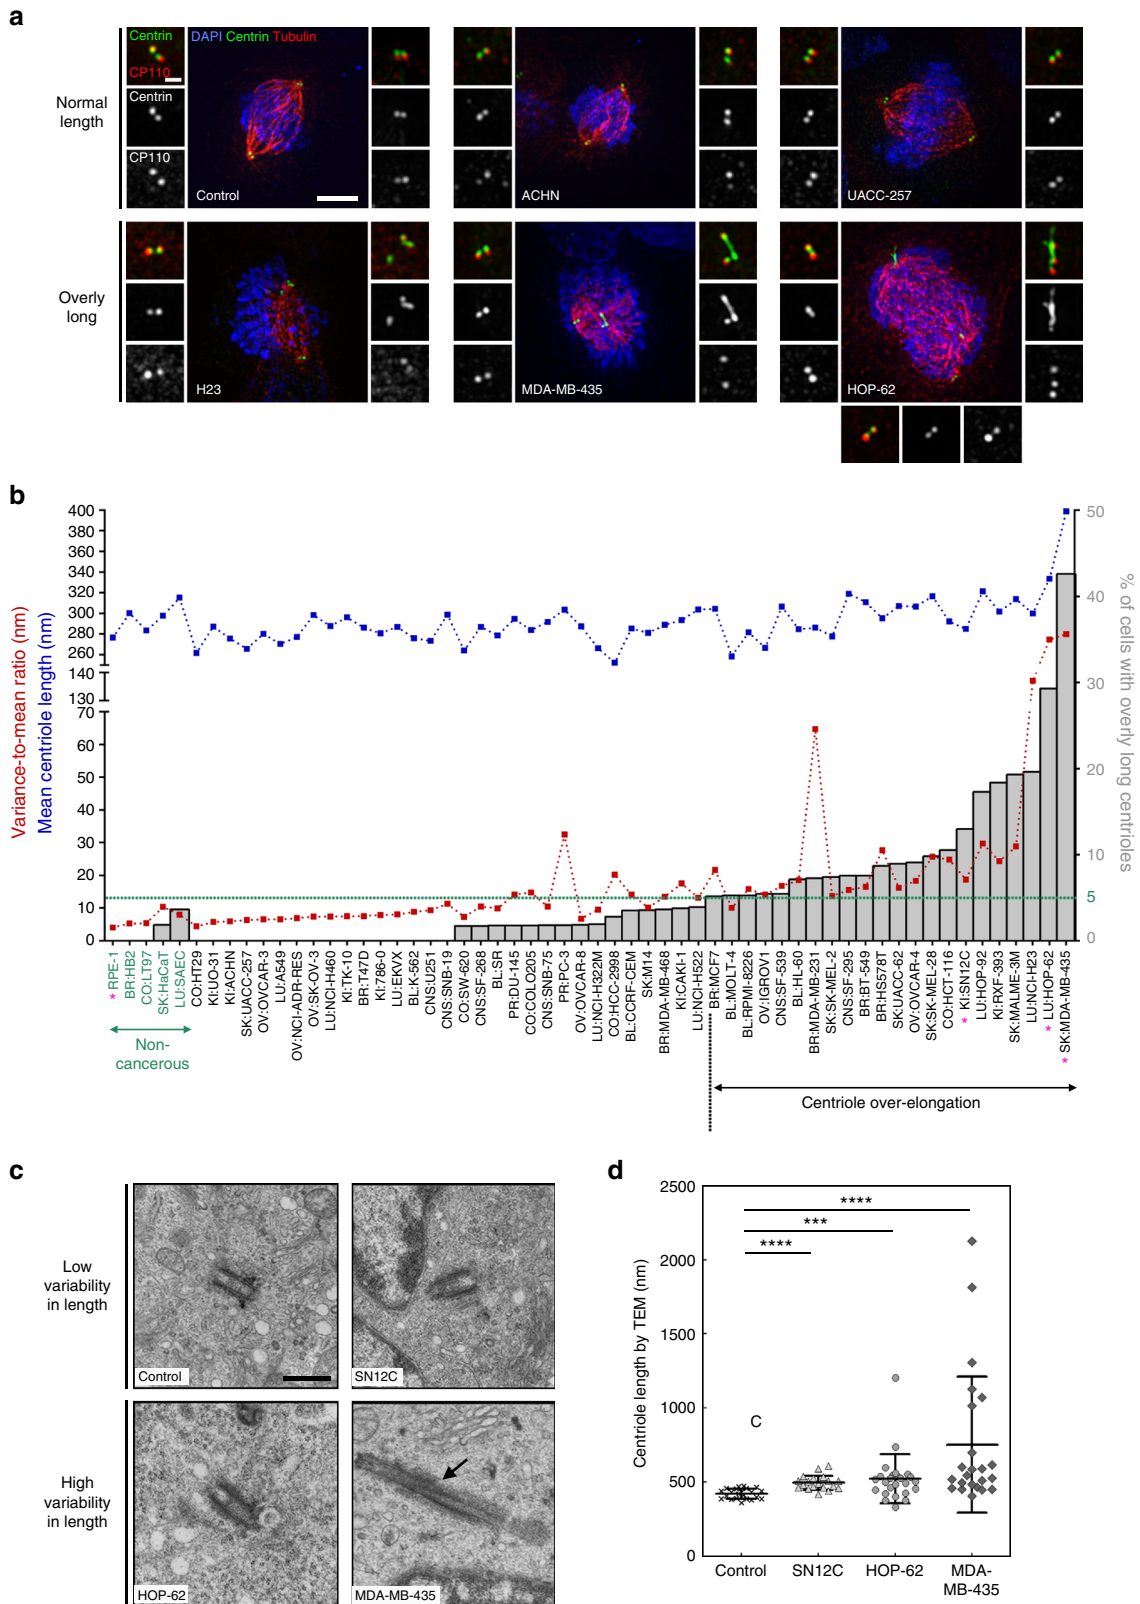 a
Normal
length
Centrin
CP110
Centrin
CP110
DAPI Centrin Tubulin
Control
ACHN
UACC-257
Overly
long
H23
MDA-MB-435
HOP-62
b
Variance-to-mean ratio (nm)
Mean centriole length (nm)
400
380
360
340
320
300
280
260
140
130
70
60
50
40
30
20
10
0
50
40
30
20
10
5
0
% of cells with overly long centrioles
* RPE-1
BR:HB2
CO:LT97
SK:HaCaT
LU:SAEC
CO:HT29
KI:UO-31
KI:ACHN
SK:UACC-257
OV:OVCAR-3
LU:A549
OV:NCI-ADR-RES
OV:SK-OV-3
LU:NCI-H460
KI:TK-10
BR:T47D
KI:786-0
LU:EKVX
BL:K-562
CNS:U251
CNS:SNB-19
CO:SW-620
CNS:SF-268
BL:SR
PR:DU-145
CO:COLO205
CNS:SNB-75
PR:PC-3
OV:OVCAR-8
LU:NCI-H322M
CO:HCC-2998
BL:CCRF-CEM
SK:M14
BR:MDA-MB-468
KI:CAKI-1
LU:NCI-H522
BR:MCF7
BL:MOLT-4
BL:RPMI-8226
OV:IGROV1
CNS:SF-539
BL:HL-60
BR:MDA-MB-231
SK:SK-MEL-2
CNS:SF-295
BR:BT-549
BR:HS578T
SK:UACC-62
OV:OVCAR-4
SK:SK-MEL-28
CO:HCT-116
* KI:SN12C
LU:HOP-92
KI:RXF-393
SK:MALME-3M
LU:NCI-H23
* LU:HOP-62
* SK:MDA-MB-435
Non-
cancerous
Centriole over-elongation
c
Low
variability
in length
Control
SN12C
High
variability
in length
HOP-62
MDA-MB-435
d
Centriole length by TEM (nm)
2500
2000
1500
1000
500
0
****
***
****
C
Control
SN12C
HOP-62
MDA-
MB-435